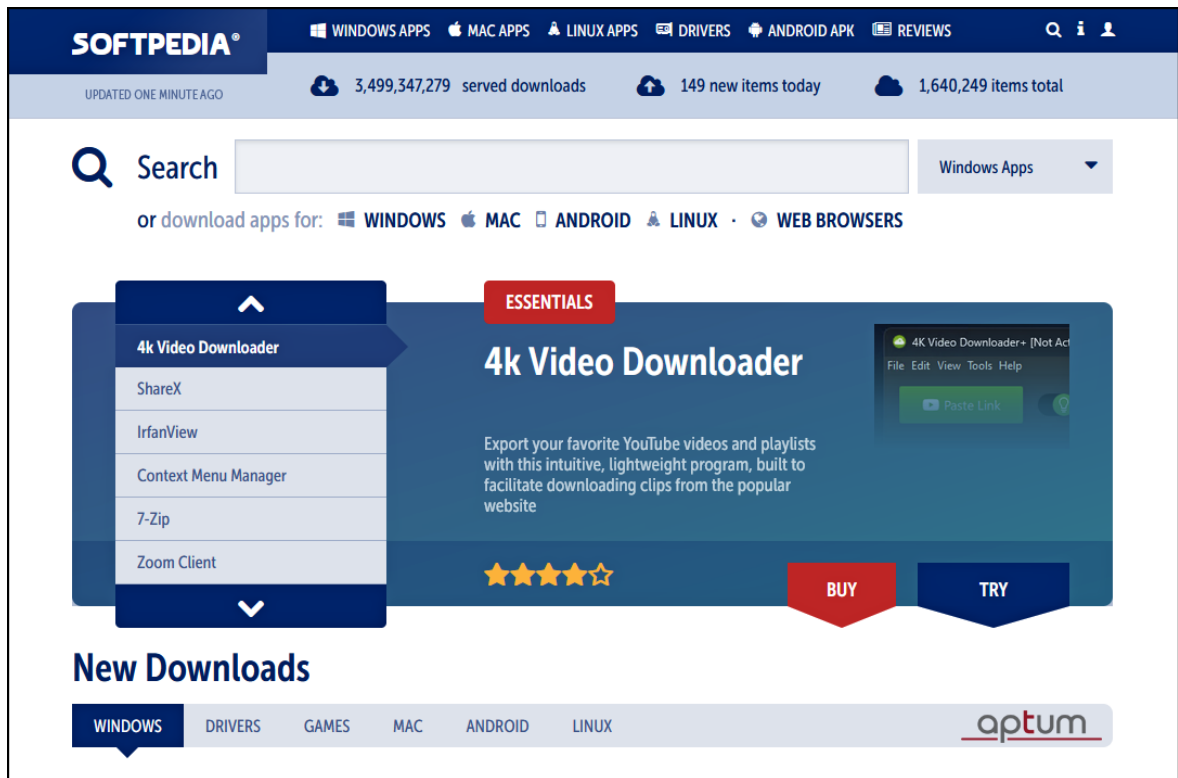 SOFTPEDIA®
WINDOWS APPS MAC APPS LINUX APPS DRIVERS ANDROID APK REVIEWS
UPDATED ONE MINUTE AGO
3,499,347,279 served downloads 149 new items today 1,640,249 items total
Search Windows Apps
or download apps for: WINDOWS MAC ANDROID LINUX · WEB BROWSERS
4k Video Downloader
ShareX
IrfanView
Context Menu Manager
7-Zip
Zoom Client
ESSENTIALS
4k Video Downloader
Export your favorite YouTube videos and playlists
with this intuitive, lightweight program, built to
facilitate downloading clips from the popular
website
4K Video Downloader+ [Not Act
File Edit View Tools Help
Paste Link
BUY TRY
New Downloads
WINDOWS DRIVERS GAMES MAC ANDROID LINUX
aptum